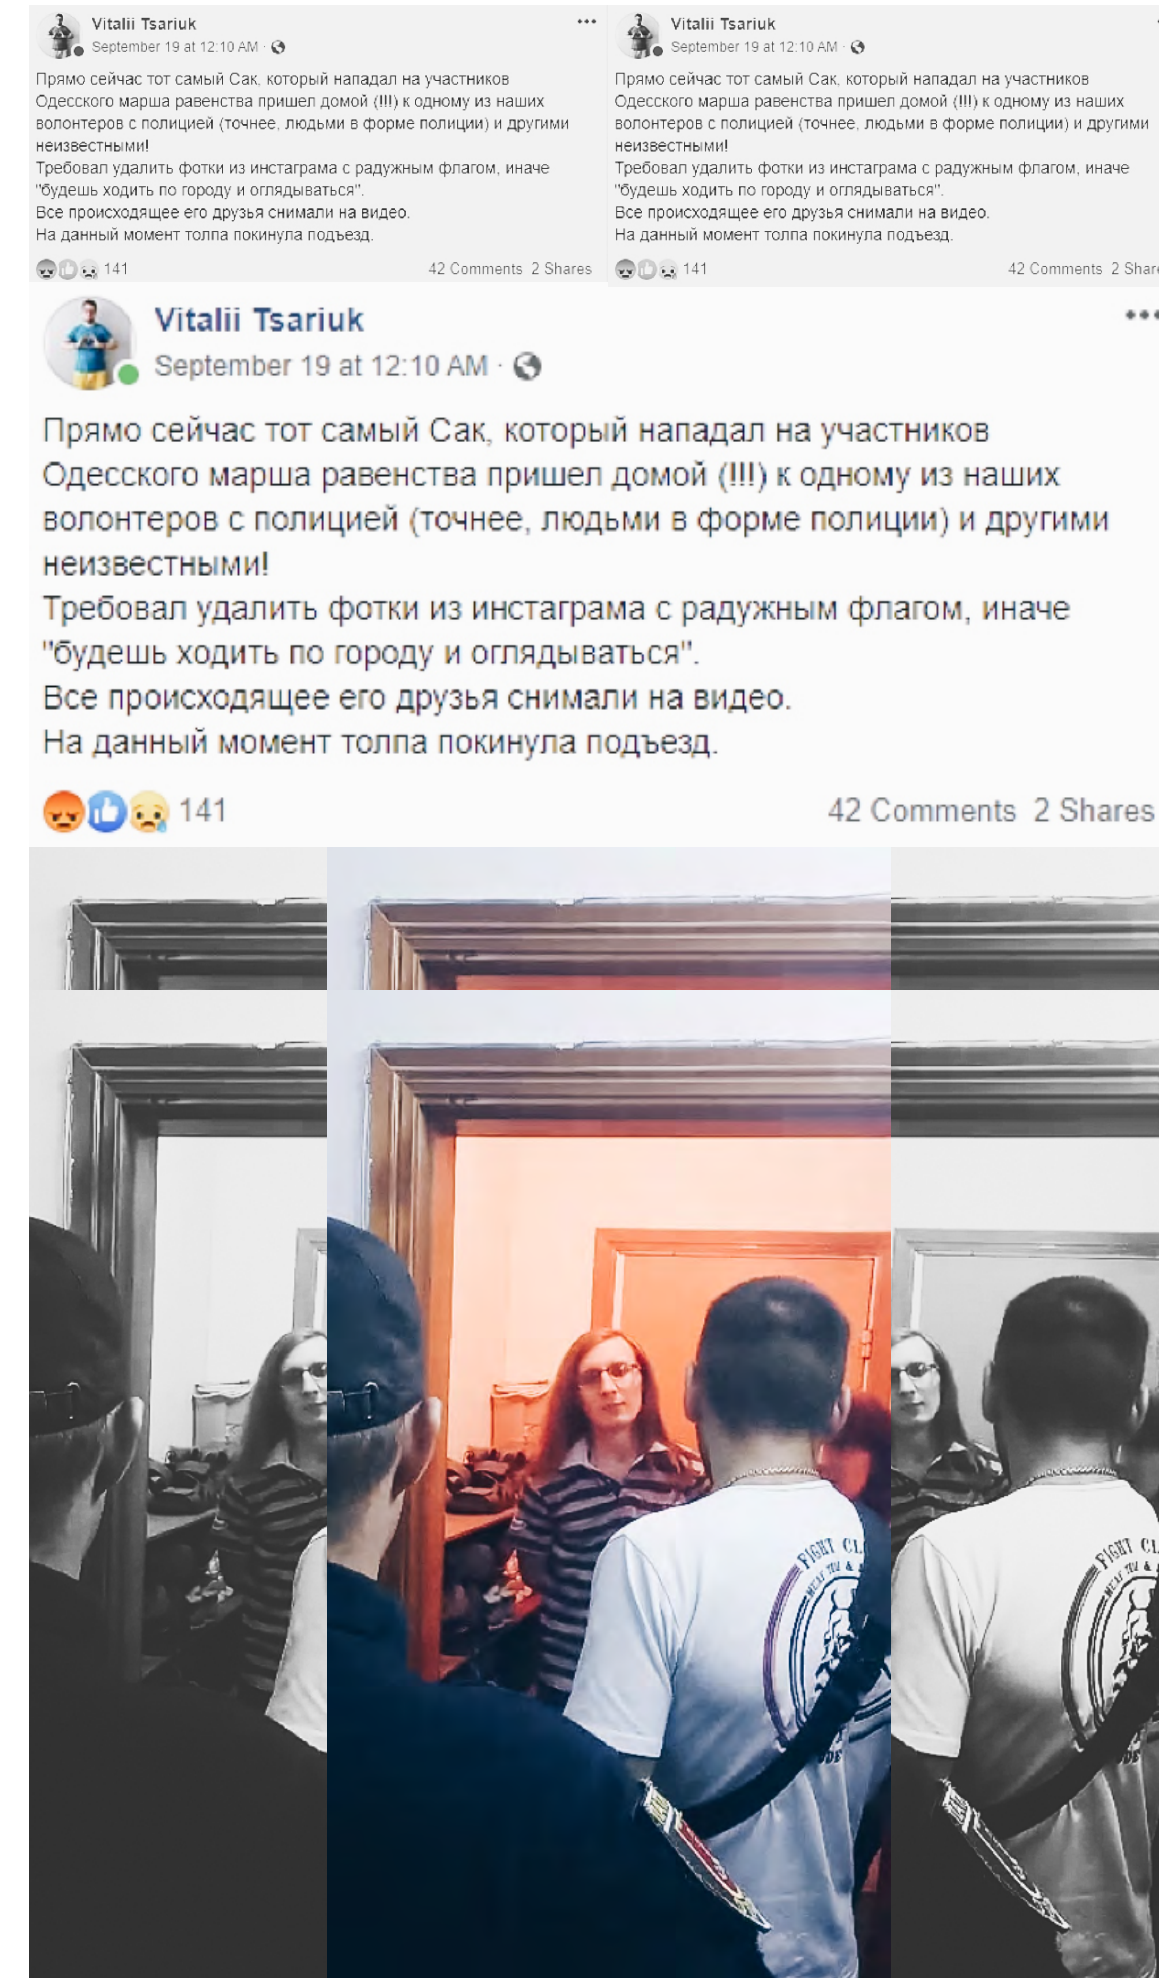 Vitalii Tsariuk
September 19 at 12:10 AM
Прямо сейчас тот самый Сак, который нападал на участников
Одесского марша равенства пришел домой (!!!) к одному из наших
волонтеров с полицией (точнее, людьми в форме полиции) и другими
неизвестными!
Требовал удалить фотки из инстаграма с радужным флагом, иначе
"будешь ходить по городу и оглядываться".
Все происходящее его друзья снимали на видео.
На данный момент толпа покинула подъезд.
141 42 Comments 2 Shares
Vitalii Tsariuk
September 19 at 12:10 AM
Прямо сейчас тот самый Сак, который нападал на участников
Одесского марша равенства пришел домой (!!!) к одному из наших
волонтеров с полицией (точнее, людьми в форме полиции) и другими
неизвестными!
Требовал удалить фотки из инстаграма с радужным флагом, иначе
"будешь ходить по городу и оглядываться".
Все происходящее его друзья снимали на видео.
На данный момент толпа покинула подъезд.
141 42 Comments 2 Share
Vitalii Tsariuk
September 19 at 12:10 AM
Прямо сейчас тот самый Сак, который нападал на участников
Одесского марша равенства пришел домой (!!!) к одному из наших
волонтеров с полицией (точнее, людьми в форме полиции) и другими
неизвестными!
Требовал удалить фотки из инстаграма с радужным флагом, иначе
"будешь ходить по городу и оглядываться".
Все происходящее его друзья снимали на видео.
На данный момент толпа покинула подъезд.
141 42 Comments 2 Shares
FIGHT CL
FIGHT CL